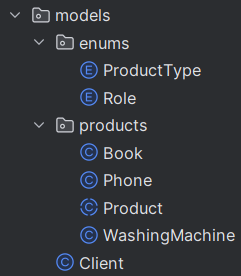 models
enums
E ProductType
E Role
products
C Book
C Phone
C Product
C WashingMachine
C Client